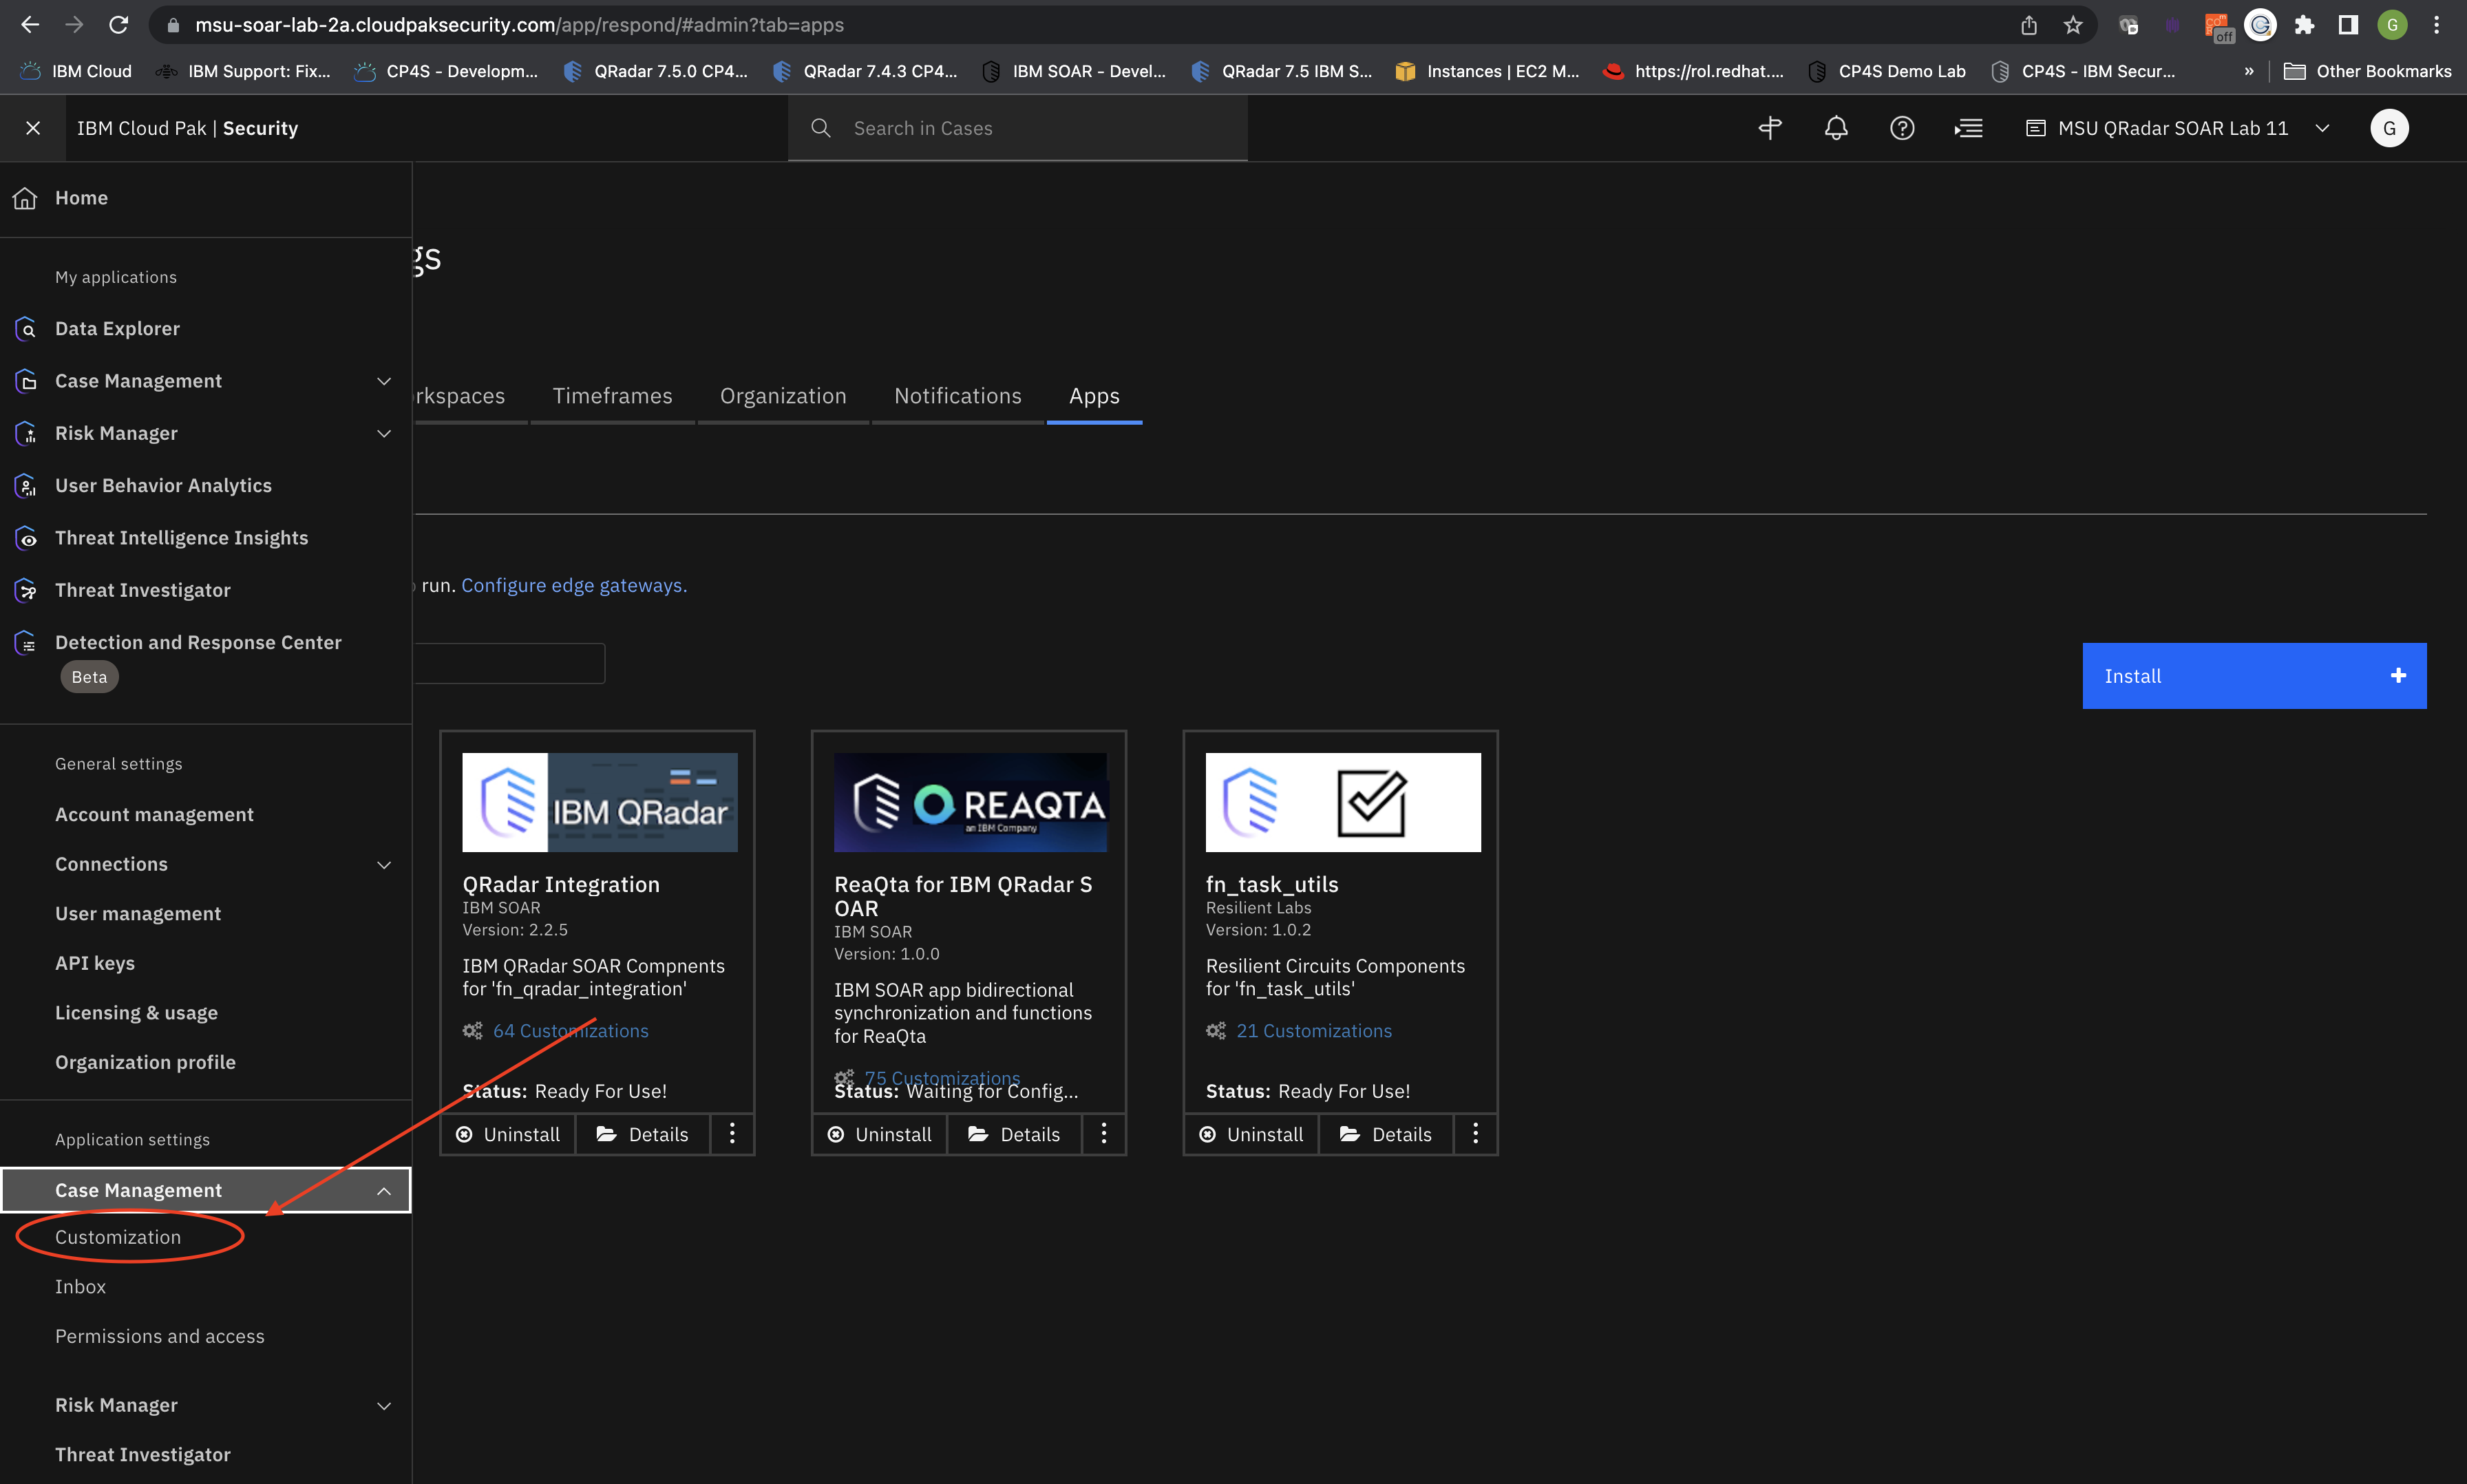 msu-soar-lab-2a.cloudpaksecurity.com/app/respond/#admin?tab=apps
off
G
IBM Cloud
IBM Support: Fix...
CP4S - Developm...
QRadar 7.5.0 CP4...
QRadar 7.4.3 CP4...
IBM SOAR - Devel...
QRadar 7.5 IBM S...
Instances | EC2 M...
https://rol.redhat....
CP4S Demo Lab
CP4S - IBM Secur...
»
Other Bookmarks
IBM Cloud Pak | Security
Search in Cases
MSU QRadar SOAR Lab 11
G
Home
My applications
Data Explorer
Case Management
Risk Manager
User Behavior Analytics
Threat Intelligence Insights
Threat Investigator
Detection and Response Center
Beta
General settings
Account management
Connections
User management
API keys
Licensing & usage
Organization profile
Application settings
Case Management
Customization
Inbox
Permissions and access
Risk Manager
Threat Investigator
gs
rkspaces
Timeframes
Organization
Notifications
Apps
run. Configure edge gateways.
Install
IBM QRadar
QRadar Integration
IBM SOAR
Version: 2.2.5
IBM QRadar SOAR Compnents
for 'fn_qradar_integration'
64 Customizations
Status: Ready For Use!
Uninstall
Details
REAQTA
an IBM Company
ReaQta for IBM QRadar S
OAR
IBM SOAR
Version: 1.0.0
IBM SOAR app bidirectional
synchronization and functions
for ReaQta
75 Customizations
Status: Waiting for Config...
Uninstall
Details
fn_task_utils
Resilient Labs
Version: 1.0.2
Resilient Circuits Components
for 'fn_task_utils'
21 Customizations
Status: Ready For Use!
Uninstall
Details